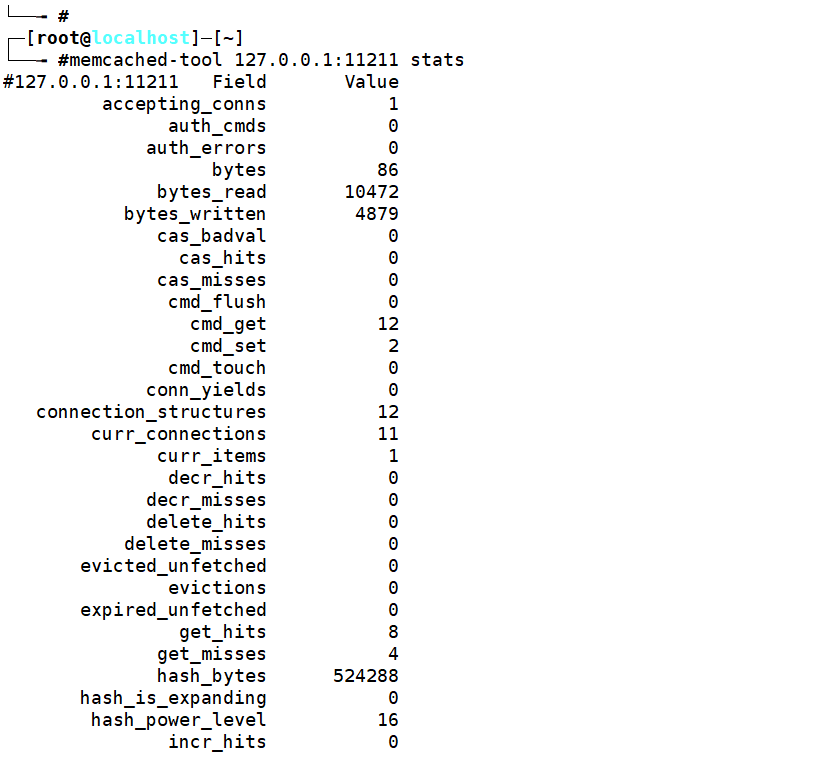 └──╼ #
┌─[root@localhost]─[~]
└──╼ #memcached-tool 127.0.0.1:11211 stats
#127.0.0.1:11211   Field       Value
         accepting_conns           1
               auth_cmds           0
             auth_errors           0
                   bytes          86
              bytes_read       10472
           bytes_written        4879
              cas_badval           0
                cas_hits           0
              cas_misses           0
               cmd_flush           0
                 cmd_get          12
                 cmd_set           2
               cmd_touch           0
             conn_yields           0
   connection_structures          12
        curr_connections          11
              curr_items           1
               decr_hits           0
             decr_misses           0
             delete_hits           0
           delete_misses           0
       evicted_unfetched           0
               evictions           0
       expired_unfetched           0
                get_hits           8
              get_misses           4
              hash_bytes      524288
       hash_is_expanding           0
        hash_power_level          16
               incr_hits           0